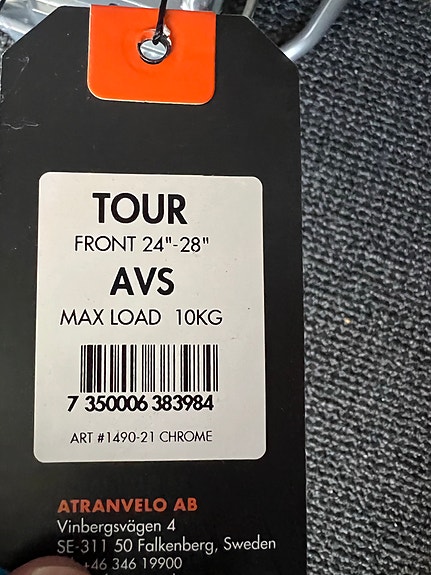 TOUR
FRONT 24"-28"
AVS
MAX LOAD 10KG
7 350006 383984
ART #1490-21 CHROME
ATRANVELO AB
Vinbergsvägen 4
SE-311 50 Falkenberg, Sweden
+46 346 19900